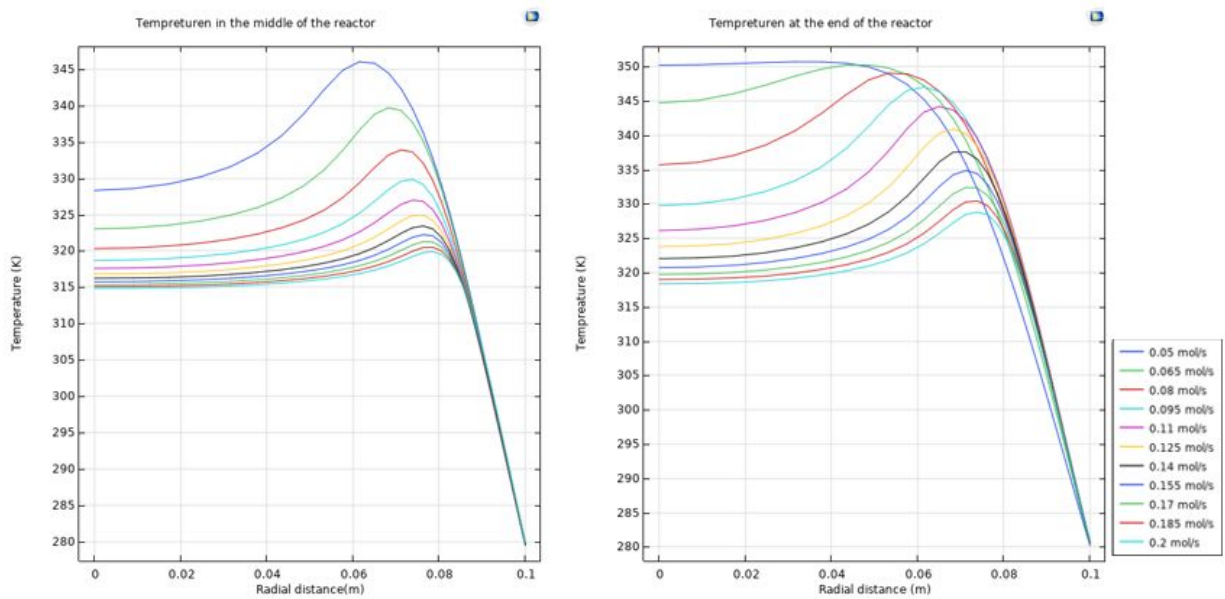 Tempreturen in the middle of the reactor
Temperature (K)
345
340
335
330
325
320
315
310
305
300
295
290
285
280
0
0.02
0.04
0.06
0.08
0.1
Radial distance(m)
Tempreturen at the end of the reactor
Tempreature (K)
350
345
340
335
330
325
320
315
310
305
300
295
290
285
280
0
0.02
0.04
0.06
0.08
0.1
Radial distance (m)
0.05 mol/s
0.065 mol/s
0.08 mol/s
0.095 mol/s
0.11 mol/s
0.125 mol/s
0.14 mol/s
0.155 mol/s
0.17 mol/s
0.185 mol/s
0.2 mol/s